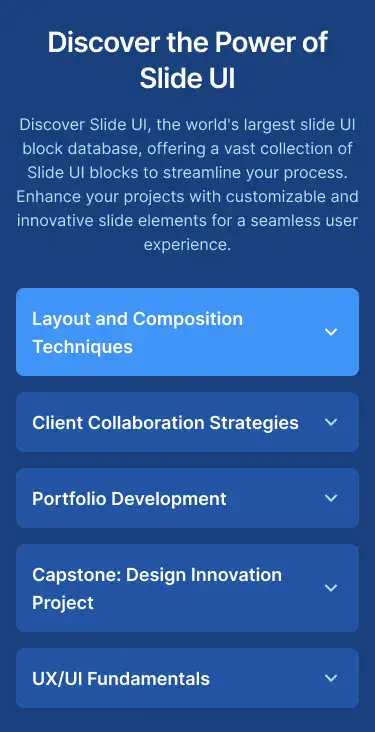 Discover the Power of
Slide UI
Discover Slide UI, the world's largest slide UI
block database, offering a vast collection of
Slide UI blocks to streamline your process.
Enhance your projects with customizable and
innovative slide elements for a seamless user
experience.
Layout and Composition
Techniques
Client Collaboration Strategies
Portfolio Development
Capstone: Design Innovation
Project
UX/UI Fundamentals